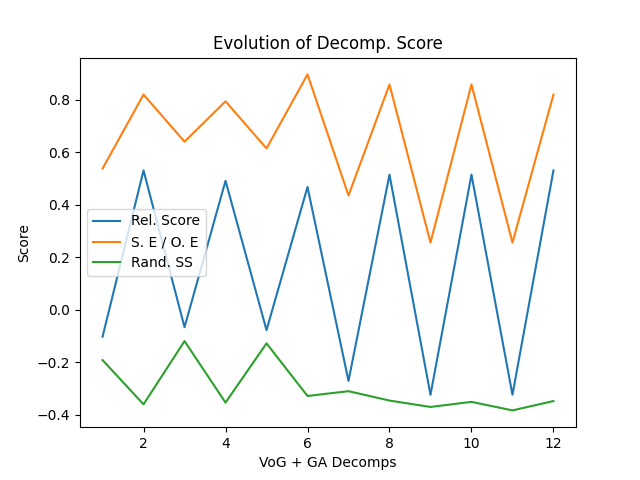 Evolution of Decomp. Score
Score
0.8
0.6
0.4
0.2
0.0
−0.2
−0.4
Rel. Score
S. E / O. E
Rand. SS
2 4 6 8 10 12
VoG + GA Decomps